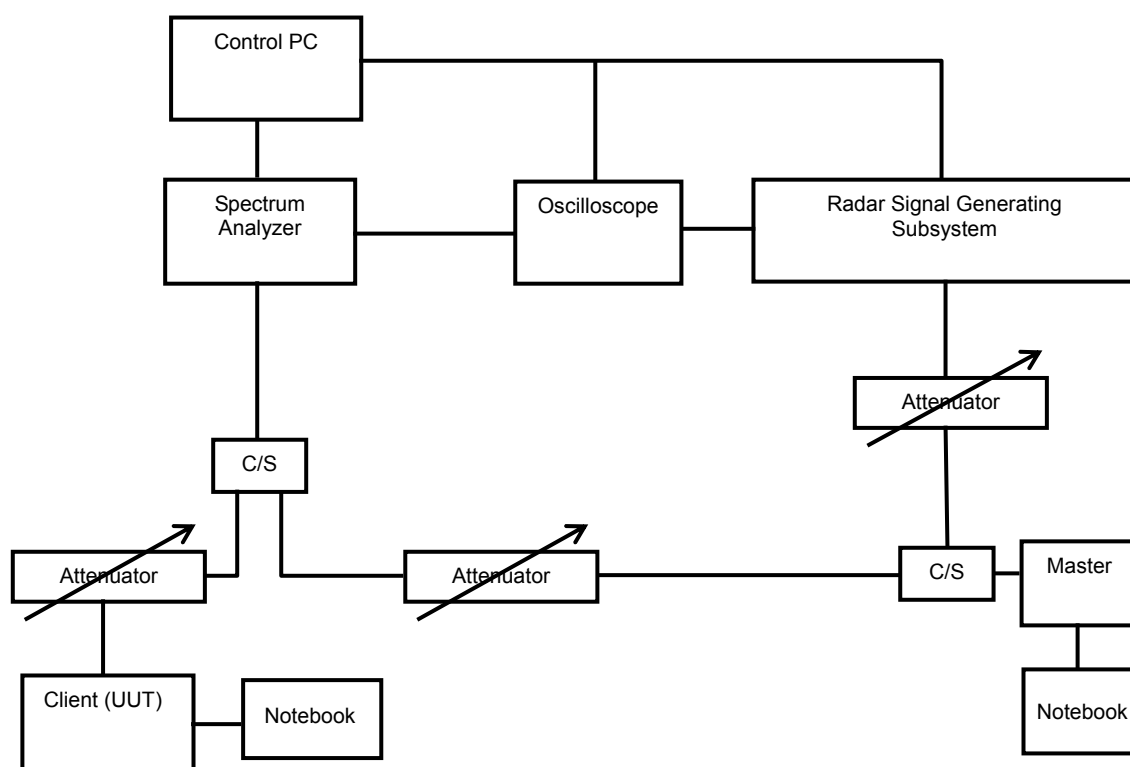 Control PC
Spectrum
Analyzer
Oscilloscope
Radar Signal Generating
Subsystem
Attenuator
C/S
Attenuator
Attenuator
C/S
Master
Client (UUT)
Notebook
Notebook